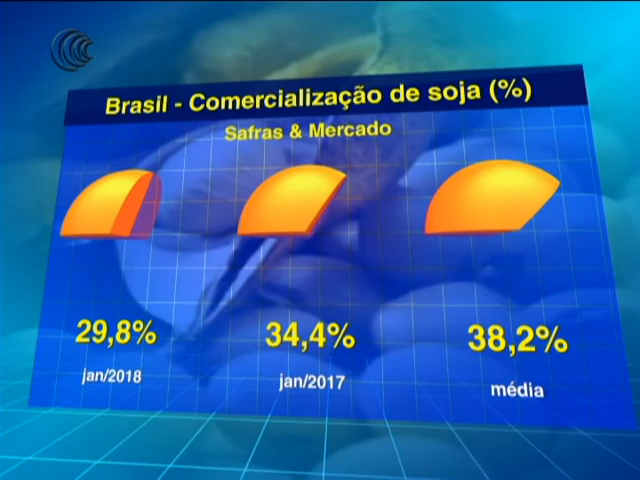 Brasil - Comercialização de soja (%)
Safras & Mercado
29,8% 34,4% 38,2%
jan/2018 jan/2017 média